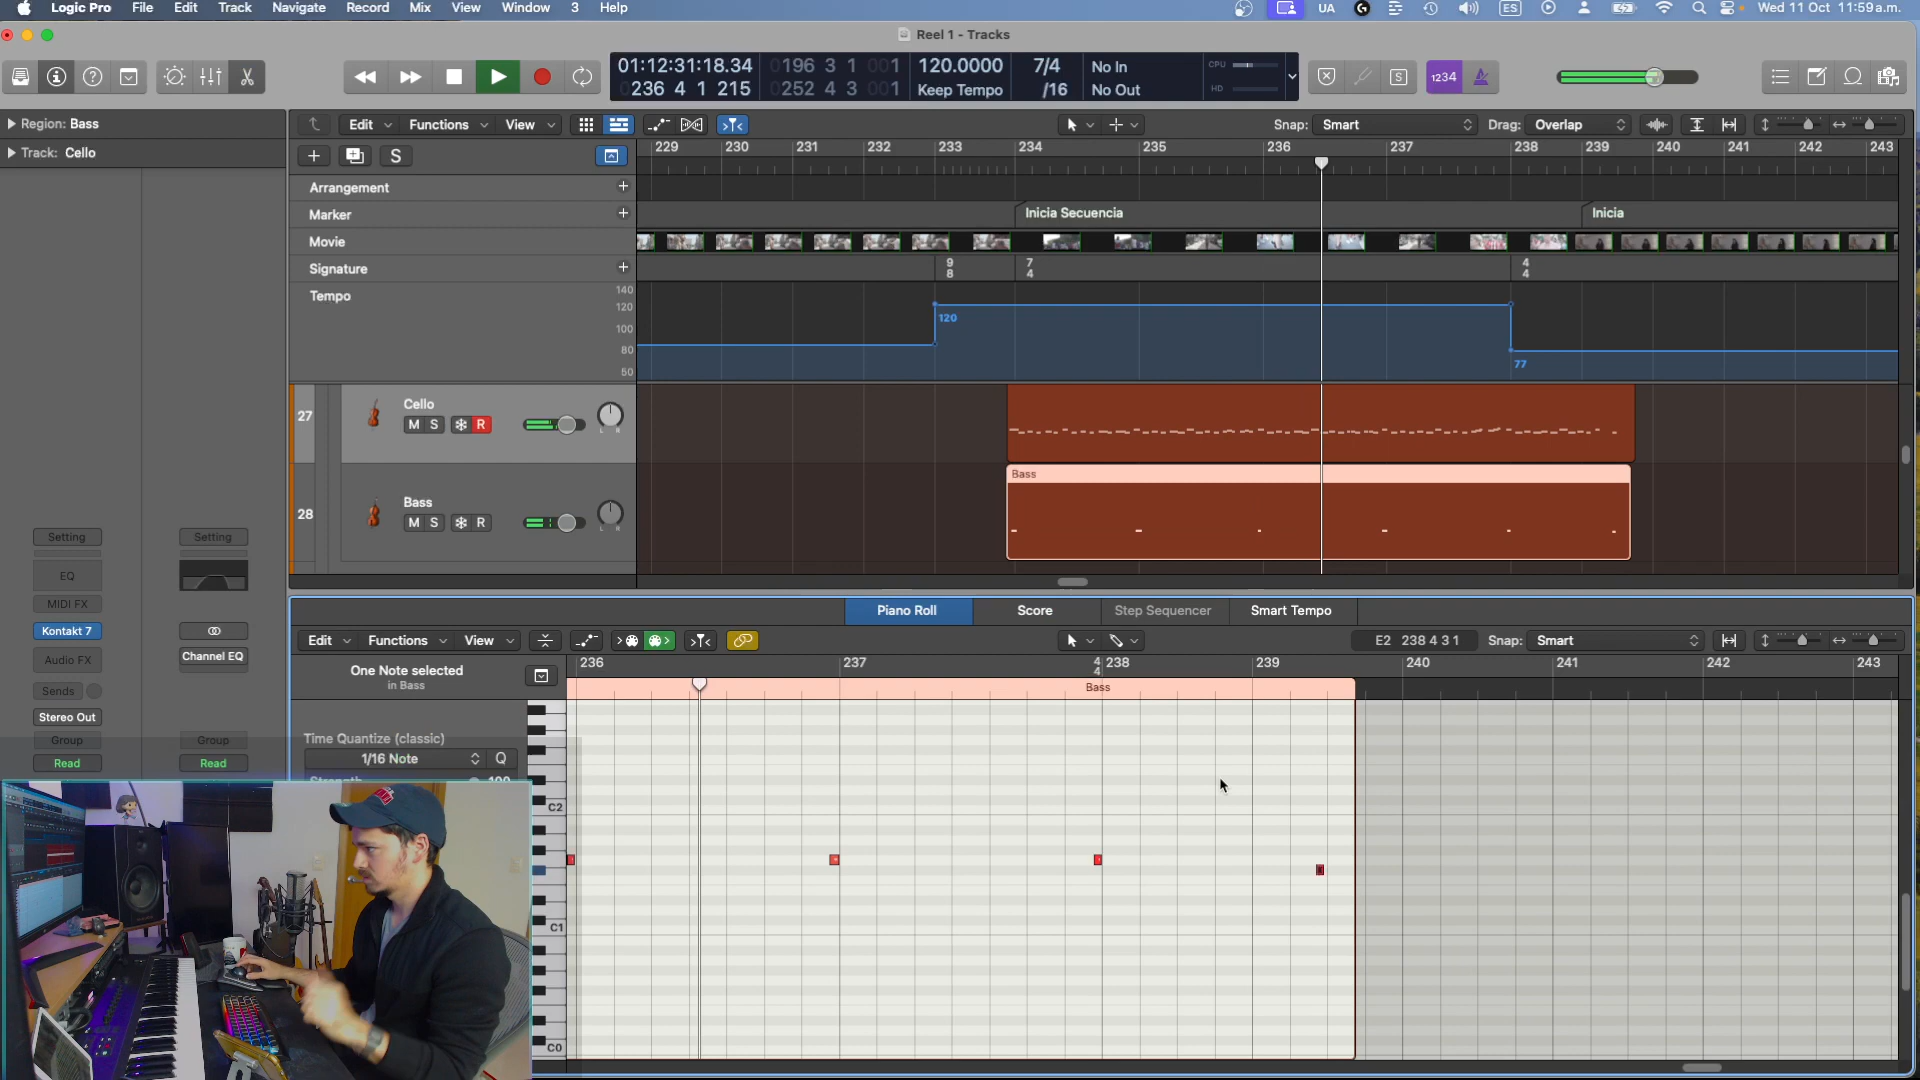 Logic Pro File Edit Track Navigate Record Mix View Window 3 Help UA ES Wed 11 Oct 11:59 a.m.
Reel 1 - Tracks
01:12:31:18.34 0196 3 1 001 120.0000 7/4 No In CPU
236 4 1 215 0252 4 3 001 Keep Tempo /16 No Out HD
S 1234
Region: Bass
Edit Functions View Snap: Smart Drag: Overlap
Track: Cello
S
229 230 231 232 233 234 235 236 237 238 239 240 241 242 243
Arrangement
Marker Inicia Secuencia Inicia
Movie
Signature 9 8 7 4 4 4
Tempo 140
120
120
100
80
77
50
27 Cello
M S R
L R
28 Bass
M S R
L R
Bass
Setting Setting
EQ
MIDI FX
Kontakt 7
Audio FX Channel EQ
Sends
Stereo Out
Group Group
Read Read
Piano Roll Score Step Sequencer Smart Tempo
Edit Functions View E2 238 4 3 1 Snap: Smart
One Note selected
in Bass
236 237 4 4 238 239 240 241 242 243
Bass
Time Quantize (classic)
1/16 Note Q
Strength 100
C2
C1
C0